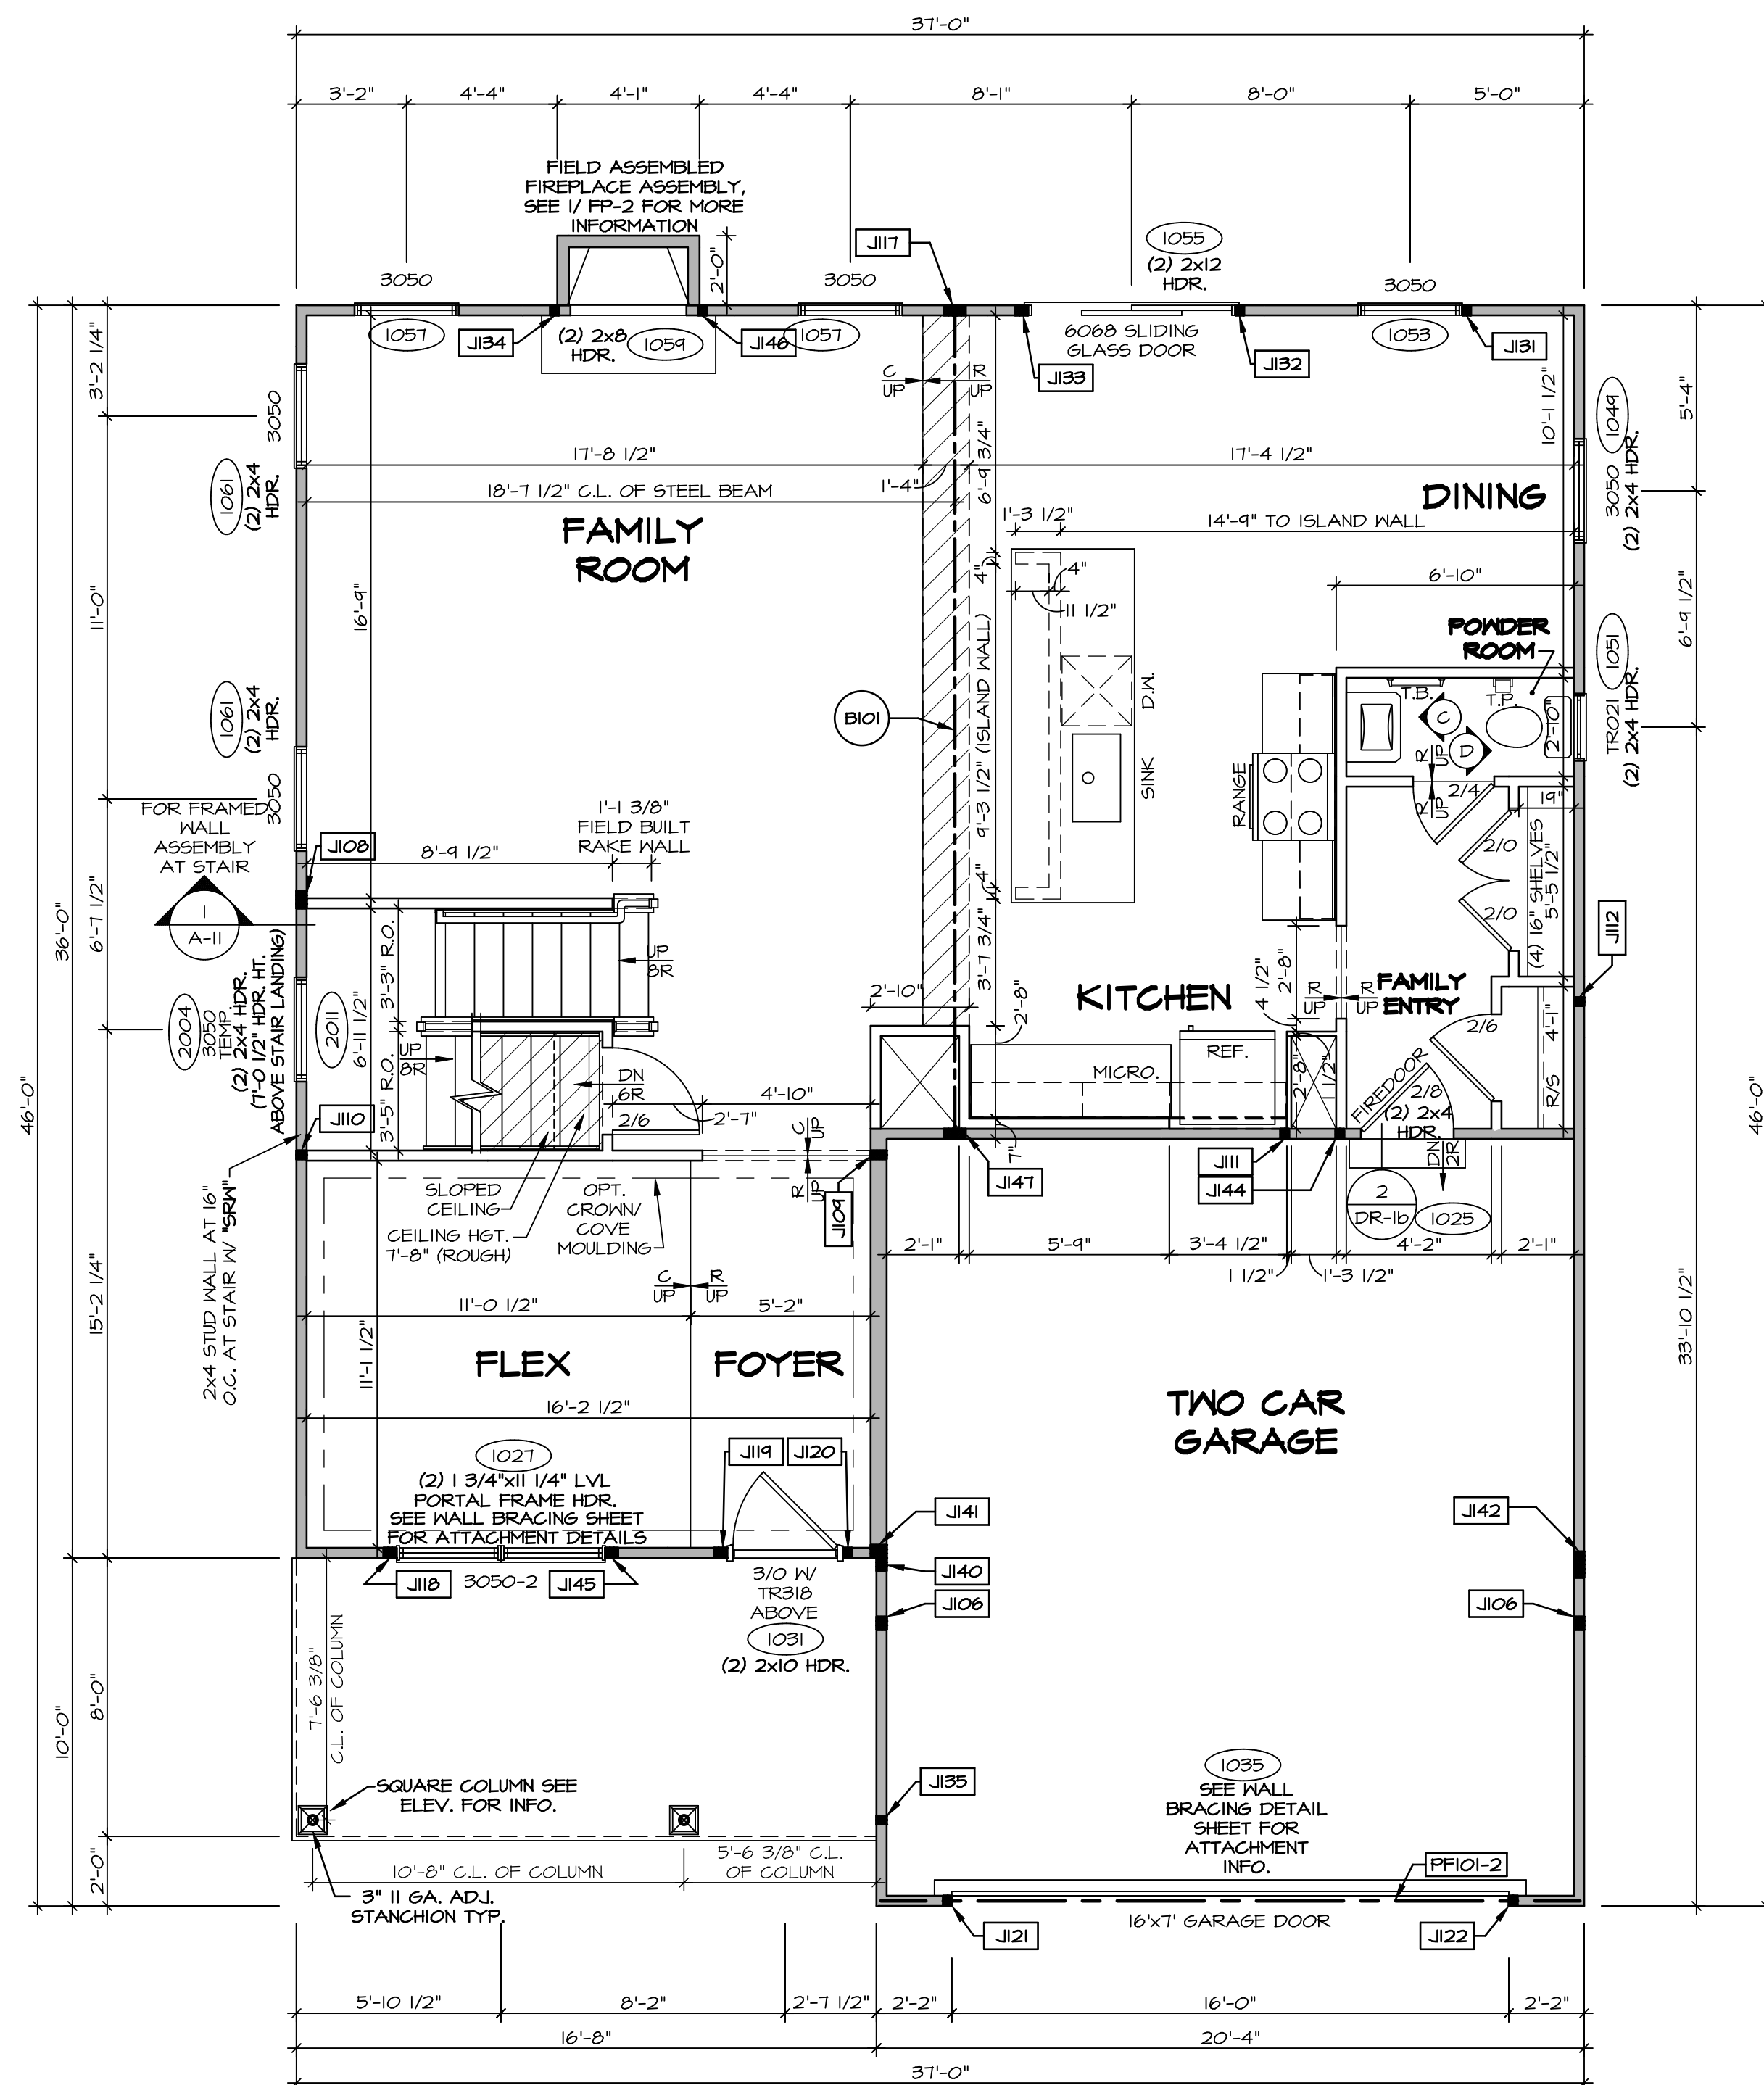 37'-0"
3'-2"
4'-4"
4'-1"
4'-4"
8'-1"
8'-0"
5'-0"
FIELD ASSEMBLED
FIREPLACE ASSEMBLY,
SEE 1/ FP-2 FOR MORE
INFORMATION
2'-0"
J117
1055
(2) 2x12
HDR.
3050
3050
3050
1057
J134
(2) 2x8
HDR.
1059
J146
1057
6068 SLIDING
GLASS DOOR
J133
J132
1053
J131
3'-2 1/4"
3050
C
UP
R
UP
10'-1 1/2"
1049
3050
(2) 2x4 HDR.
5'-4"
17'-8 1/2"
1'-4"
6'-9 3/4"
17'-4 1/2"
18'-7 1/2" C.L. OF STEEL BEAM
1061
(2) 2x4
HDR.
FAMILY
ROOM
DINING
1'-3 1/2"
14'-9" TO ISLAND WALL
4"
4"
11 1/2"
6'-10"
11'-0"
16'-9"
9'-3 1/2" (ISLAND WALL)
POWDER
ROOM
1051
TR021
(2) 2x4 HDR.
6'-9 1/2"
T.B.
T.P.
C
D
2'-10"
D.W.
SINK
RANGE
B101
1061
(2) 2x4
HDR.
3050
R
UP
R
UP
2/4
19"
FOR FRAMED
WALL
ASSEMBLY
AT STAIR
1
A-11
J108
8'-9 1/2"
1'-1 3/8"
FIELD BUILT
RAKE WALL
2/0
2/0
(4) 16" SHELVES
5'-5 1/2"
J112
4"
3'-7 3/4"
36'-0"
46'-0"
6'-7 1/2"
3'-3" R.O.
UP
8R
2'-10"
2'-8"
KITCHEN
4 1/2"
2'-8"
R
UP
R
UP
FAMILY
ENTRY
2/6
4'-1"
R/S
2004
3050
TEMP.
(2) 2x4 HDR.
(7'-0 1/2" HDR. HT.
ABOVE STAIR LANDING)
2011
6'-11 1/2"
3'-5" R.O.
UP
8R
DN
6R
2/6
4'-10"
2'-7"
REF.
MICRO.
2'-8"
1 1/2"
FIREDOOR
2/8
(2) 2x4
HDR.
DN
2R
46'-0"
J110
C
UP
R
UP
J109
7"
J147
J111
J144
2
DR-1b
1025
SLOPED
CEILING
CEILING HGT.
7'-8" (ROUGH)
OPT.
CROWN/
COVE
MOULDING
2'-1"
5'-9"
3'-4 1/2"
4'-2"
2'-1"
1 1/2"
1'-3 1/2"
2x4 STUD WALL AT 16"
O.C. AT STAIR W/ "SRW"
C
UP
R
UP
11'-0 1/2"
5'-2"
15'-2 1/4"
11'-1 1/2"
FLEX
FOYER
33'-10 1/2"
16'-2 1/2"
TWO CAR
GARAGE
1027
(2) 1 3/4"x11 1/4" LVL
PORTAL FRAME HDR.
SEE WALL BRACING SHEET
FOR ATTACHMENT DETAILS
J119
J120
J141
J142
J118
3050-2
J145
3/0 W/
TR318
ABOVE
1031
(2) 2x10 HDR.
J140
J106
J106
7'-6 3/8"
C.L. OF COLUMN
10'-0"
8'-0"
2'-0"
SQUARE COLUMN SEE
ELEV. FOR INFO.
J135
1035
SEE WALL
BRACING DETAIL
SHEET FOR
ATTACHMENT
INFO.
10'-8" C.L. OF COLUMN
5'-6 3/8" C.L.
OF COLUMN
3" 11 GA. ADJ.
STANCHION TYP.
PF101-2
J121
16'x7' GARAGE DOOR
J122
5'-10 1/2"
8'-2"
2'-7 1/2"
2'-2"
16'-0"
2'-2"
16'-8"
20'-4"
37'-0"